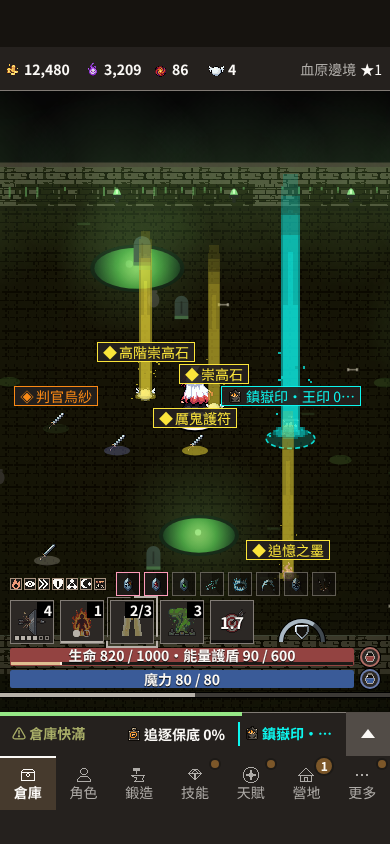 12,480 3,209 86 4 血原邊境 ★1
高階崇高石
崇高石
判官烏紗
鎮嶽印・王印 0…
厲鬼護符
追憶之墨
4 1 2/3 3 1.7
生命 820 / 1000・能量護盾 90 / 600
魔力 80 / 80
倉庫快滿 追逐保底 0% 鎮嶽印・…
1
倉庫 角色 鍛造 技能 天賦 營地 更多